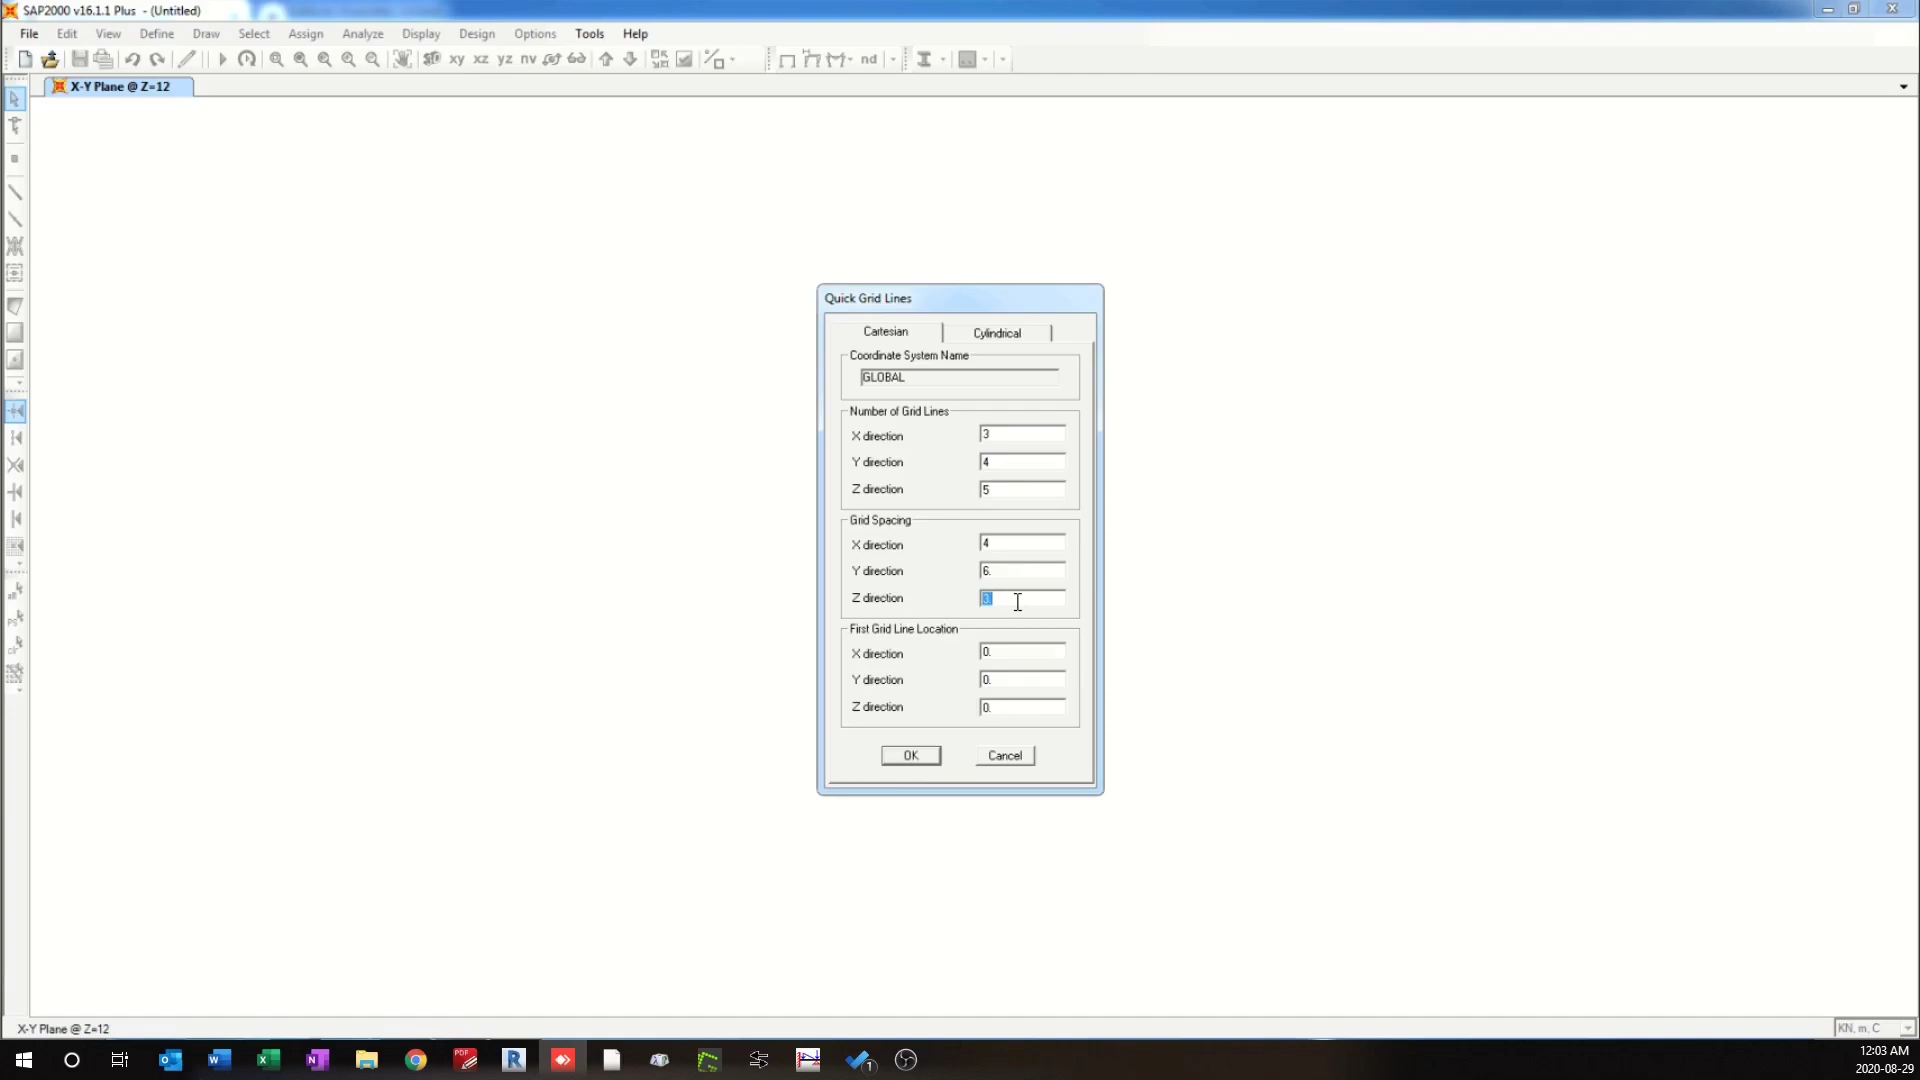 SAP2000 v16.1.1 Plus - (Untitled)
File Edit View Define Draw Select Assign Analyze Display Design Options Tools Help
xy xz yz nv nd
X-Y Plane @ Z=12
Quick Grid Lines
Cartesian Cylindrical
Coordinate System Name
GLOBAL
Number of Grid Lines
X direction 3
Y direction 4
Z direction 5
Grid Spacing
X direction 4
Y direction 6.
Z direction 3.
First Grid Line Location
X direction 0.
Y direction 0.
Z direction 0.
OK Cancel
X-Y Plane @ Z=12
KN, m, C
12:03 AM
2020-08-29